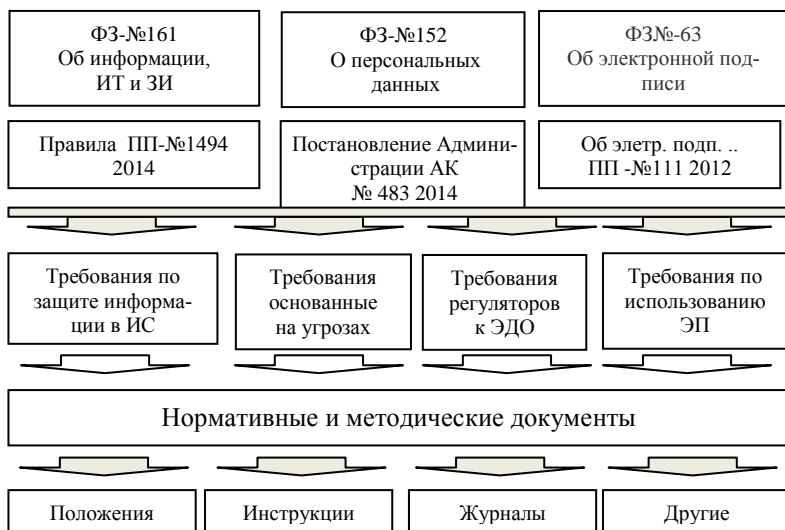 ФЗ-№161
Об информации,
ИТ и ЗИ
ФЗ-№152
О персональных
данных
ФЗ№-63
Об электронной под-
писи
Правила ПП-№1494
2014
Постановление Админи-
страции АК
№ 483 2014
Об элетр. подп. ..
ПП -№111 2012
Требования по
защите информа-
ции в ИС
Требования
основанные
на угрозах
Требования
регуляторов
к ЭДО
Требования по
использованию
ЭП
Нормативные и методические документы
Положения
Инструкции
Журналы
Другие